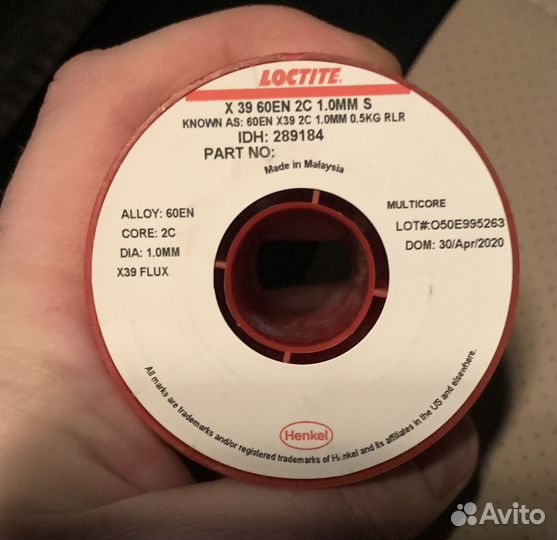 LOCTITE.
X 39 60EN 2C 1.0MM S
KNOWN AS: 60EN X39 2C 1.0MM 0.5KG RLR
IDH: 289184
PART NO:
Made in Malaysia
ALLOY: 60EN
CORE: 2C
DIA: 1.0MM
X39 FLUX
MULTICORE
LOT#:O50E995263
DOM: 30/Apr/2020
All marks are trademarks and/or registered trademarks of Henkel and its affiliates in the US and elsewhere.
Henkel
Avito